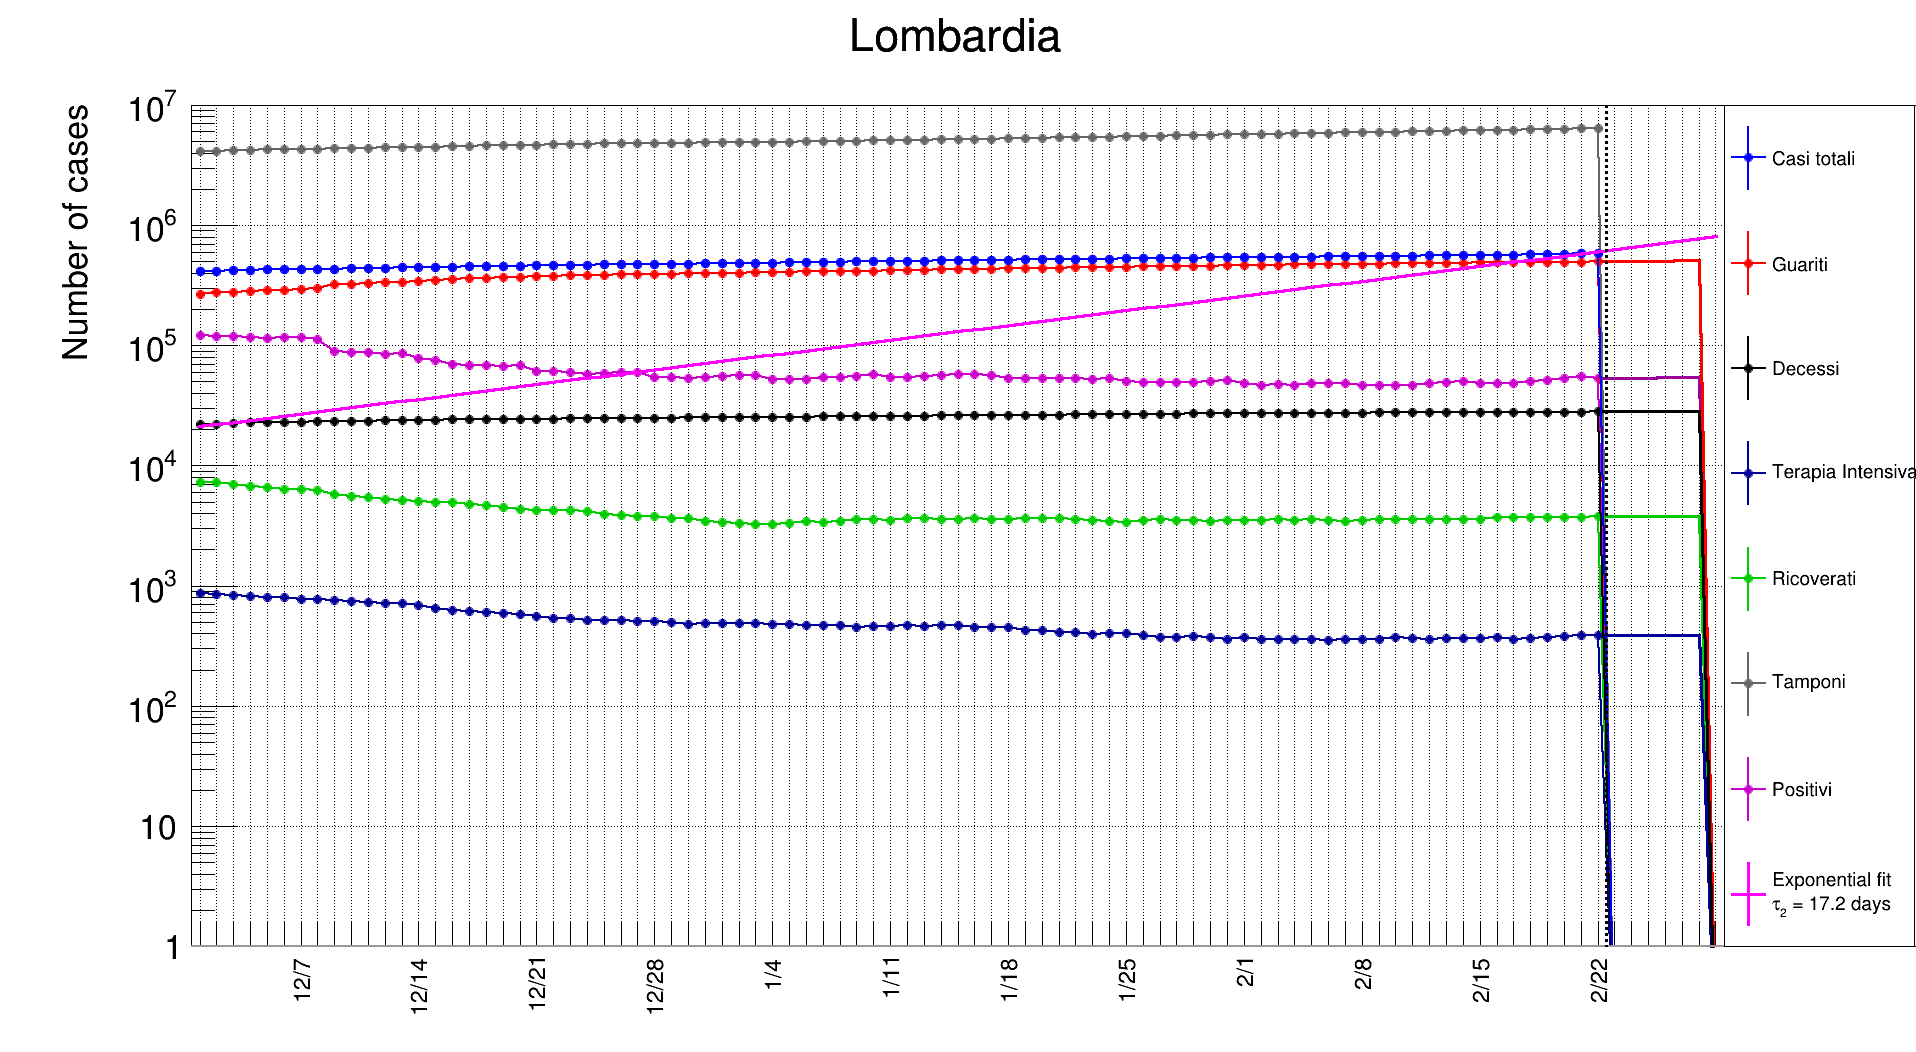 Lombardia
Number of cases
10^7
10^6
10^5
10^4
10^3
10^2
10
1
12/7
12/14
12/21
12/28
1/4
1/11
1/18
1/25
2/1
2/8
2/15
2/22
Casi totali
Guariti
Decessi
Terapia Intensiva
Ricoverati
Tamponi
Positivi
Exponential fit
τ₂ = 17.2 days